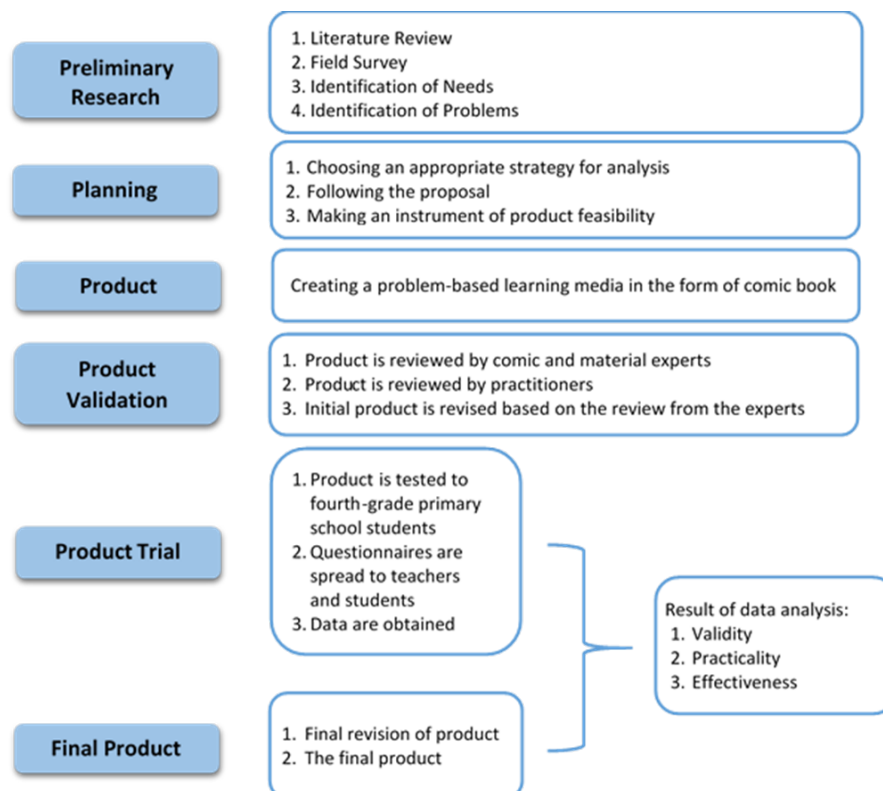 Preliminary
Research
1. Literature Review
2. Field Survey
3. Identification of Needs
4. Identification of Problems
Planning
1. Choosing an appropriate strategy for analysis
2. Following the proposal
3. Making an instrument of product feasibility
Product
Creating a problem-based learning media in the form of comic book
Product
Validation
1. Product is reviewed by comic and material experts
2. Product is reviewed by practitioners
3. Initial product is revised based on the review from the experts
Product Trial
1. Product is tested to
fourth-grade primary
school students
2. Questionnaires are
spread to teachers
and students
3. Data are obtained
Result of data analysis:
1. Validity
2. Practicality
3. Effectiveness
Final Product
1. Final revision of product
2. The final product